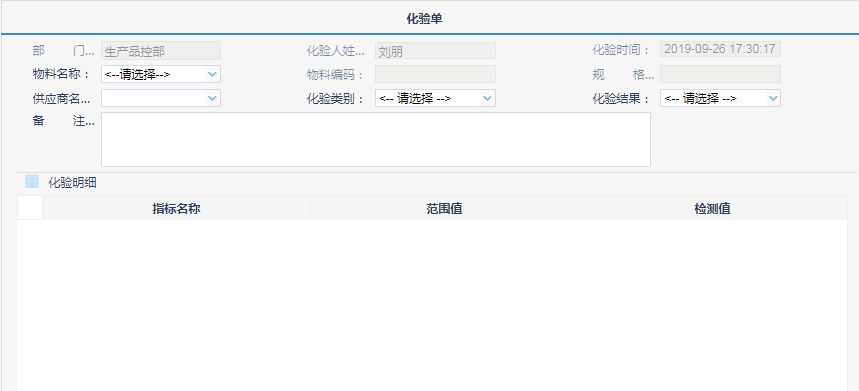 化验单
部 门... 生产品控部 化验人姓... 刘朋 化验时间： 2019-09-26 17:30:17
物料名称： <--请选择--> 物料编码： 规 格...
供应商名... 化验类别： <-- 请选择 --> 化验结果： <-- 请选择 -->
备 注...
化验明细
指标名称 范围值 检测值